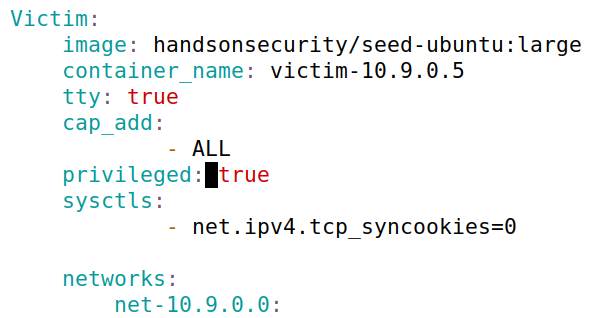 Victim:
    image: handsonsecurity/seed-ubuntu:large
    container_name: victim-10.9.0.5
    tty: true
    cap_add:
            - ALL
    privileged: true
    sysctls:
            - net.ipv4.tcp_syncookies=0

    networks:
        net-10.9.0.0: